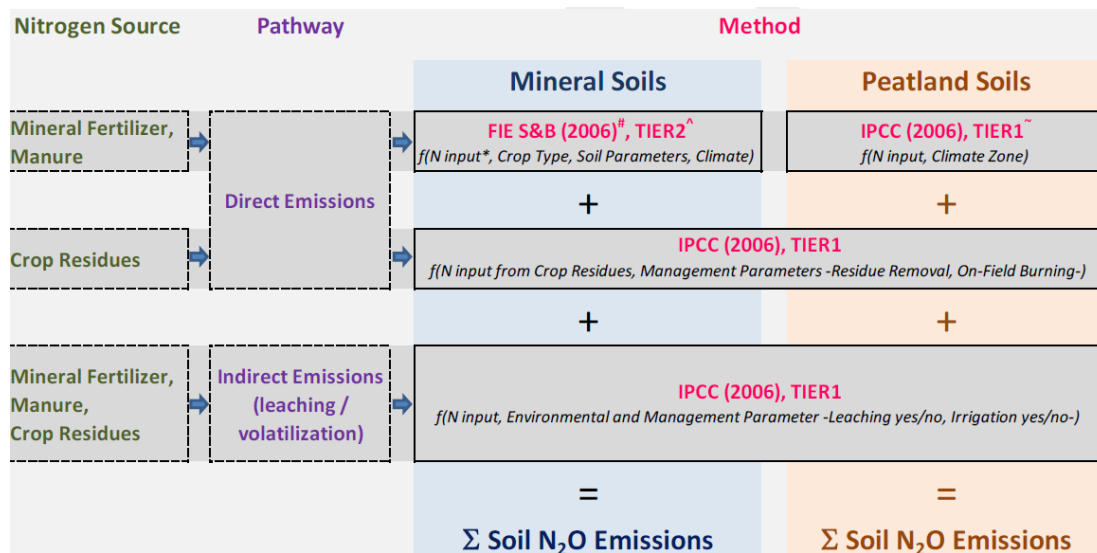 Nitrogen Source Pathway Method
Mineral Soils Peatland Soils
Mineral Fertilizer,
Manure
Direct Emissions
FIE S&B (2006)#, TIER2^
f(N input*, Crop Type, Soil Parameters, Climate)
IPCC (2006), TIER1~
f(N input, Climate Zone)
+ +
Crop Residues
IPCC (2006), TIER1
f(N input from Crop Residues, Management Parameters -Residue Removal, On-Field Burning-)
+ +
Mineral Fertilizer,
Manure,
Crop Residues
Indirect Emissions
(leaching /
volatilization)
IPCC (2006), TIER1
f(N input, Environmental and Management Parameter -Leaching yes/no, Irrigation yes/no-)
= =
Σ Soil N₂O Emissions Σ Soil N₂O Emissions